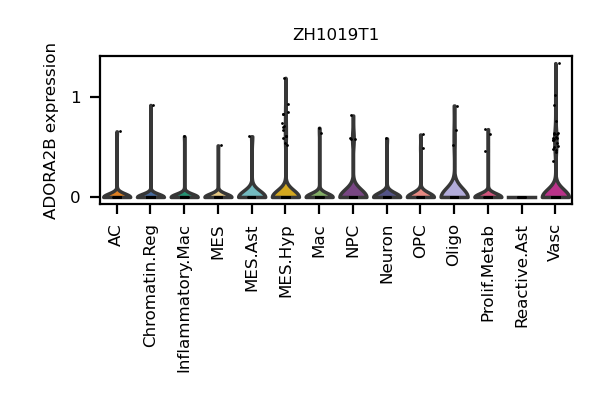 ZH1019T1
ADORA2B expression
1
0
AC
Chromatin.Reg
Inflammatory.Mac
MES
MES.Ast
MES.Hyp
Mac
NPC
Neuron
OPC
Oligo
Prolif.Metab
Reactive.Ast
Vasc